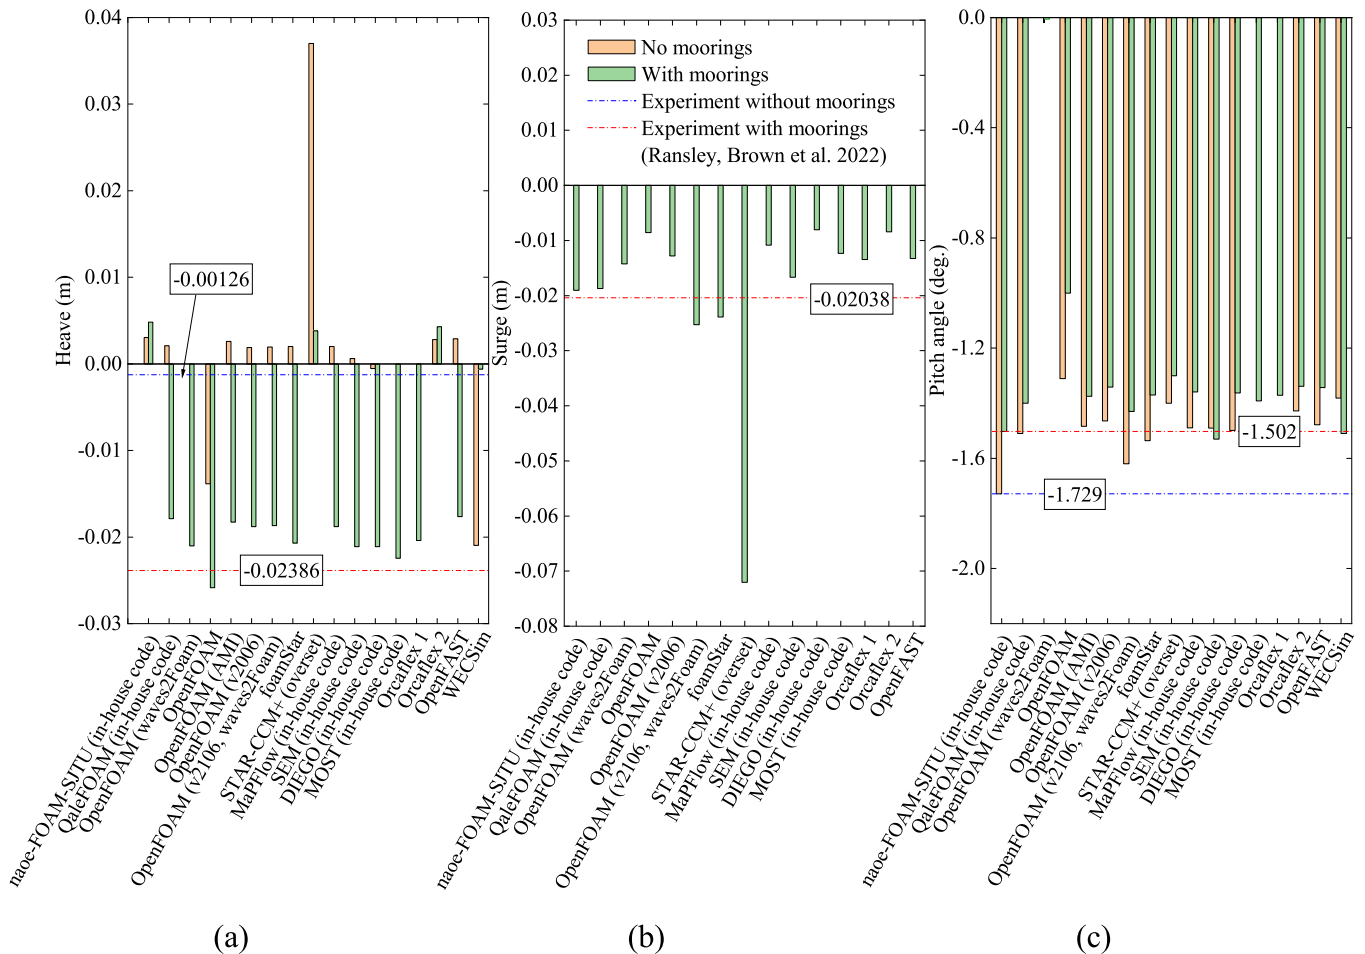 0.04
0.03
0.02
0.01
0.00
-0.01
-0.02
-0.03
Heave (m)
-0.00126
-0.02386
naoe-FOAM-SJTU (in-house code)
QaleFOAM (in-house code)
OpenFOAM (waves2Foam)
OpenFOAM
OpenFOAM (AMI)
OpenFOAM (v2006)
OpenFOAM (v2106, waves2Foam)
foamStar
STAR-CCM+ (overset)
MaPFlow (in-house code)
SEM (in-house code)
DIEGO (in-house code)
MOST (in-house code)
Orcaflex 1
Orcaflex 2
OpenFAST
WECSim
(a)
0.03
0.02
0.01
0.00
-0.01
-0.02
-0.03
-0.04
-0.05
-0.06
-0.07
-0.08
Surge (m)
No moorings
With moorings
Experiment without moorings
Experiment with moorings
(Ransley, Brown et al. 2022)
-0.02038
naoe-FOAM-SJTU (in-house code)
QaleFOAM (in-house code)
OpenFOAM (waves2Foam)
OpenFOAM
OpenFOAM (v2006)
OpenFOAM (v2106, waves2Foam)
foamStar
STAR-CCM+ (overset)
MaPFlow (in-house code)
SEM (in-house code)
DIEGO (in-house code)
MOST (in-house code)
Orcaflex 1
Orcaflex 2
OpenFAST
(b)
0.0
-0.4
-0.8
-1.2
-1.6
-2.0
Pitch angle (deg.)
-1.502
-1.729
naoe-FOAM-SJTU (in-house code)
QaleFOAM (in-house code)
OpenFOAM (waves2Foam)
OpenFOAM
OpenFOAM (AMI)
OpenFOAM (v2006)
OpenFOAM (v2106, waves2Foam)
foamStar
STAR-CCM+ (overset)
MaPFlow (in-house code)
SEM (in-house code)
DIEGO (in-house code)
MOST (in-house code)
Orcaflex 1
Orcaflex 2
OpenFAST
WECSim
(c)